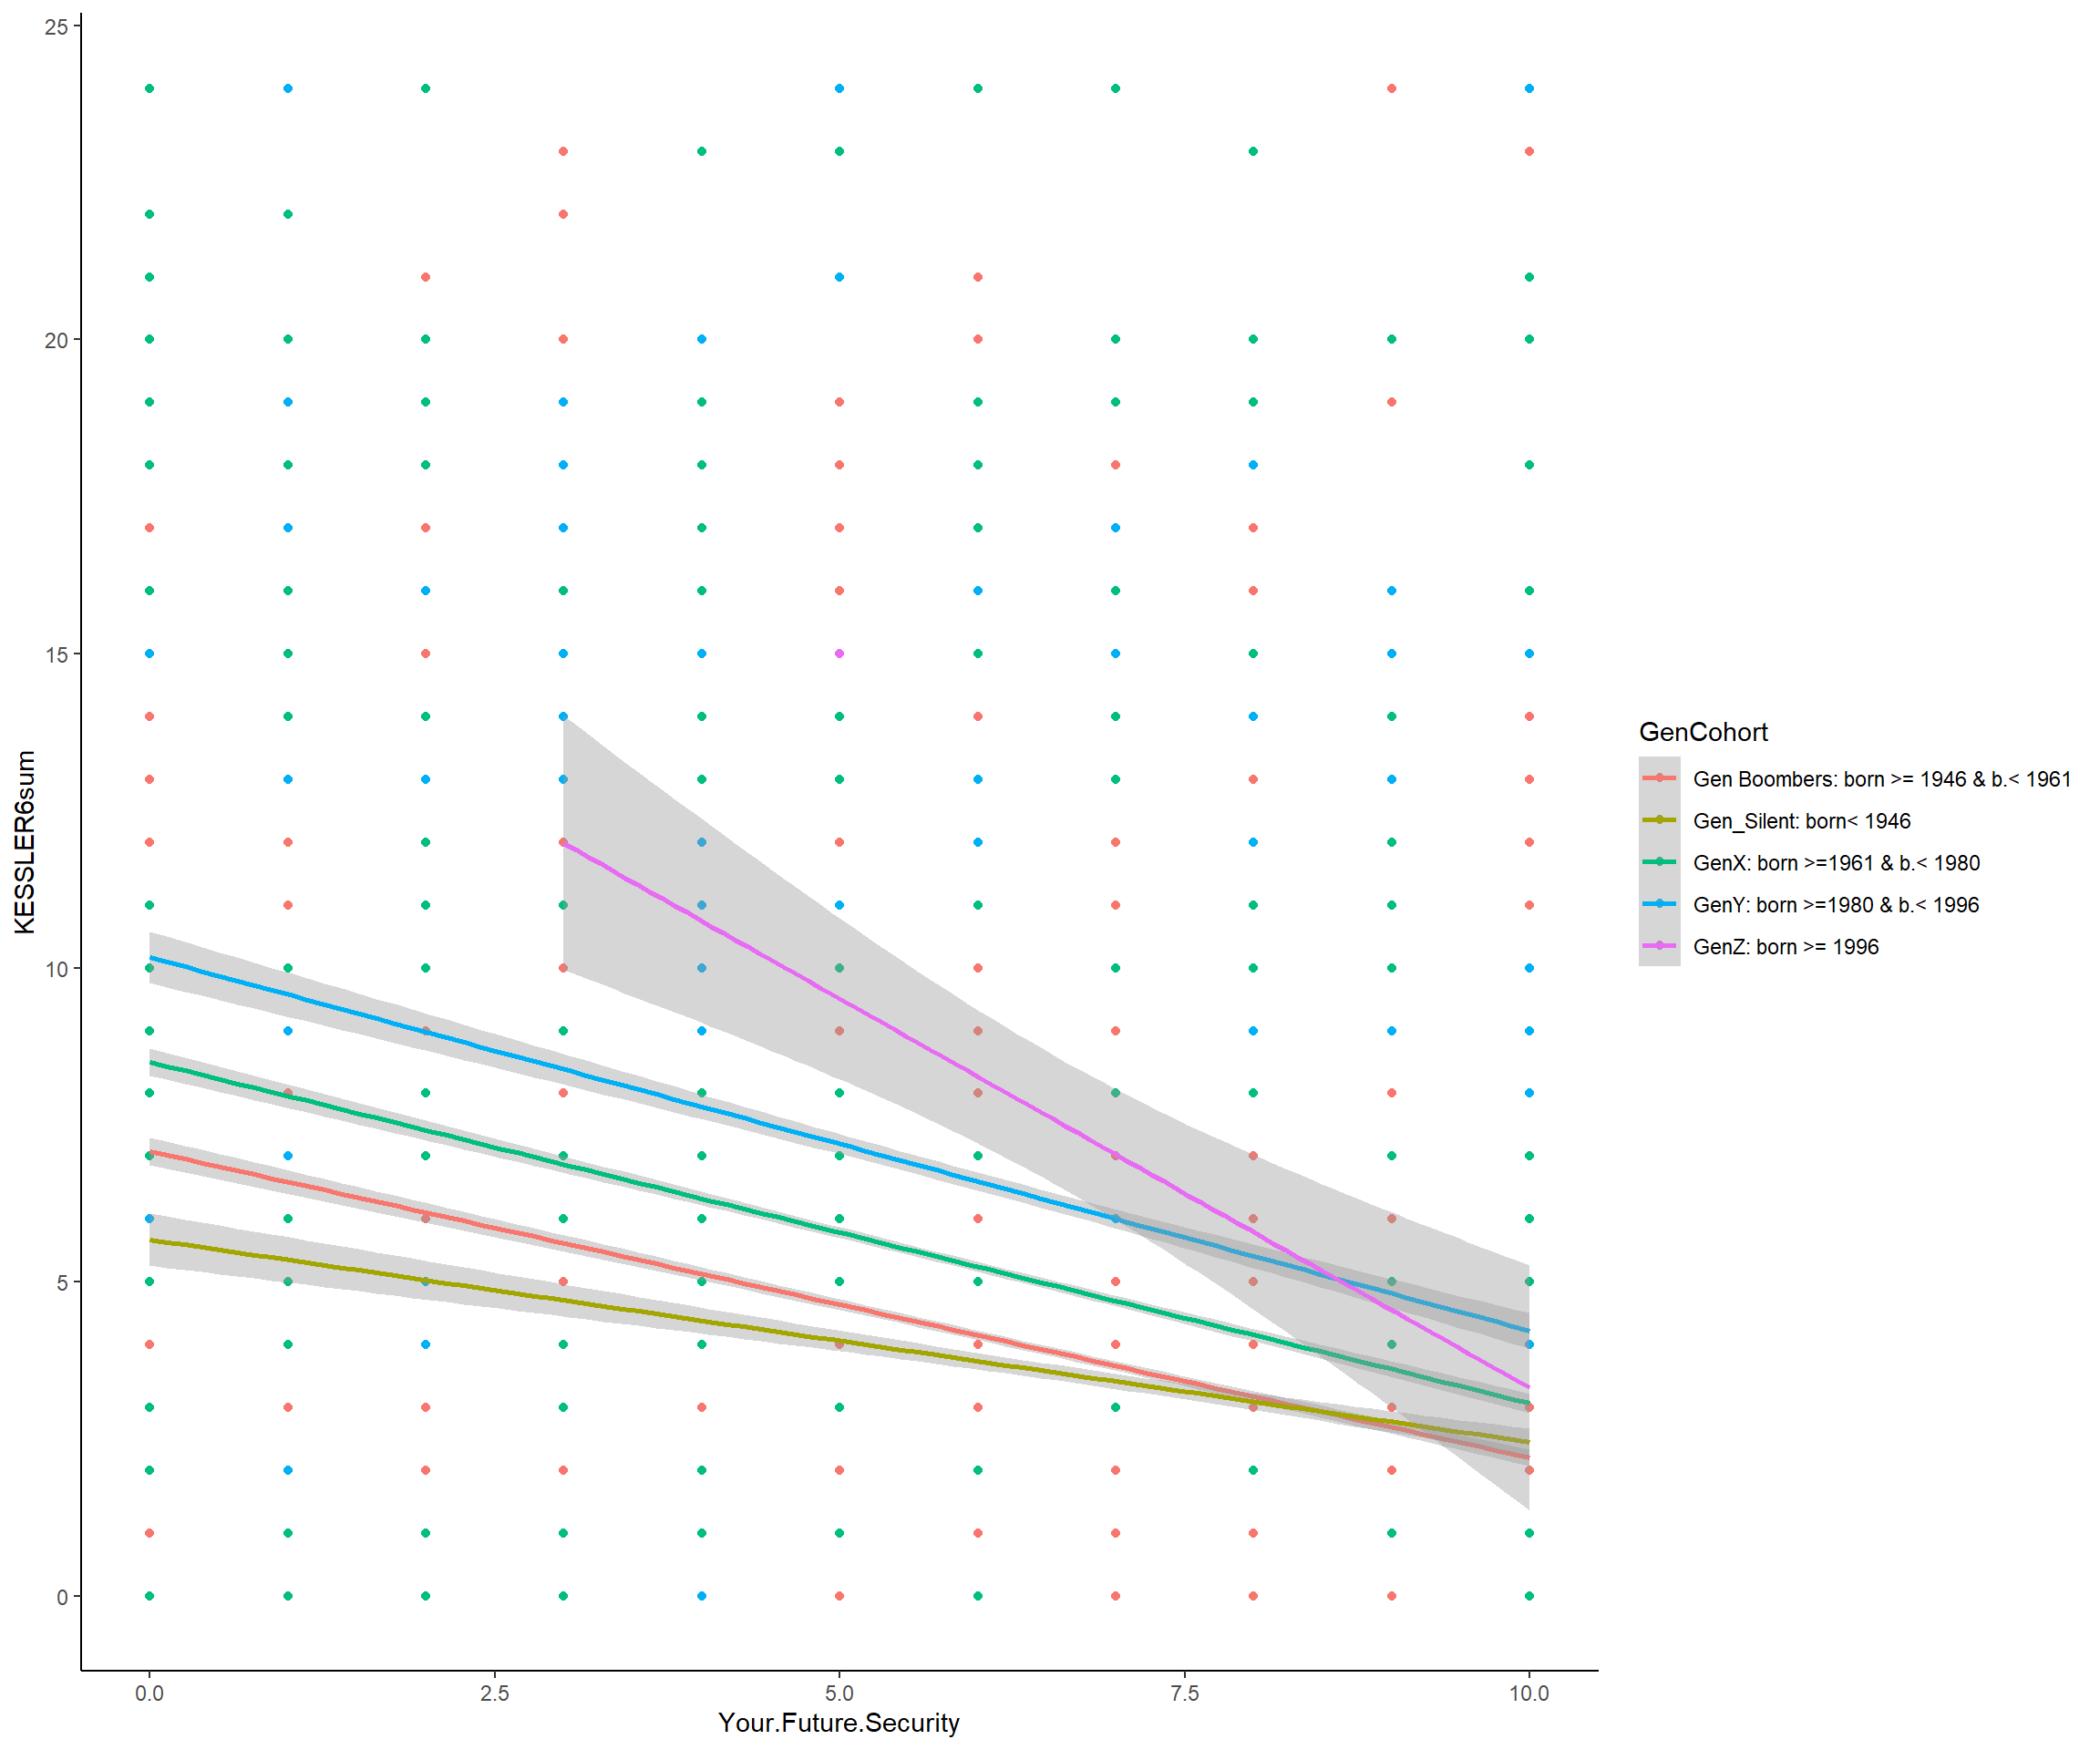 25
20
15
10
5
0
KESSLER6sum
0.0
2.5
5.0
7.5
10.0
Your.Future.Security
GenCohort
Gen Boombers: born >= 1946 & b.< 1961
Gen_Silent: born< 1946
GenX: born >=1961 & b.< 1980
GenY: born >=1980 & b.< 1996
GenZ: born >= 1996